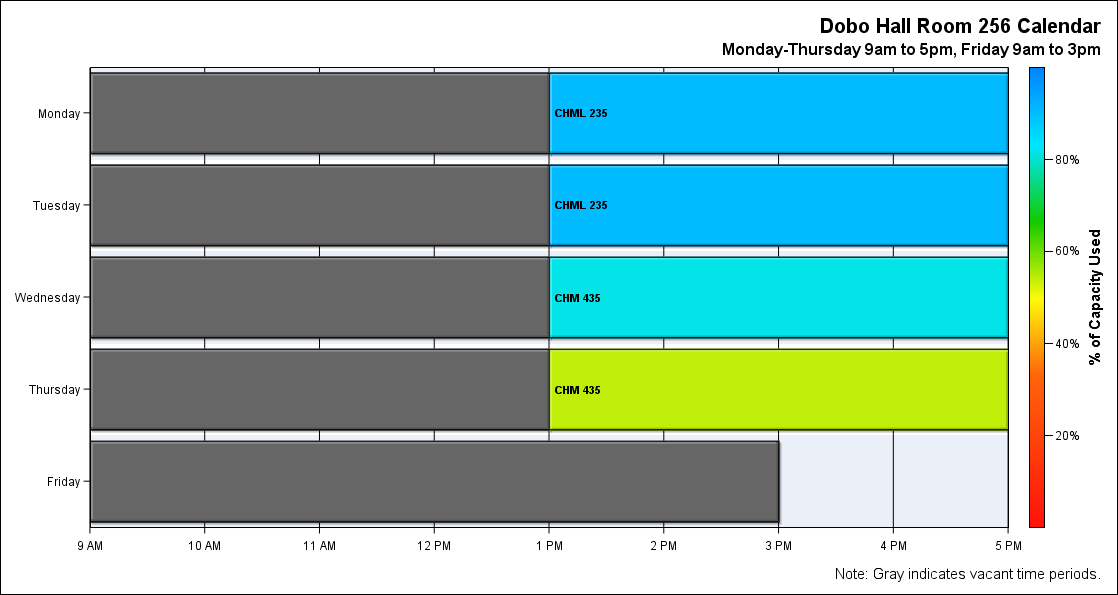 Dobo Hall Room 256 Calendar
Monday-Thursday 9am to 5pm, Friday 9am to 3pm
Monday
CHML 235
Tuesday
CHML 235
Wednesday
CHM 435
Thursday
CHM 435
Friday
9 AM
10 AM
11 AM
12 PM
1 PM
2 PM
3 PM
4 PM
5 PM
80%
60%
40%
20%
% of Capacity Used
Note: Gray indicates vacant time periods.